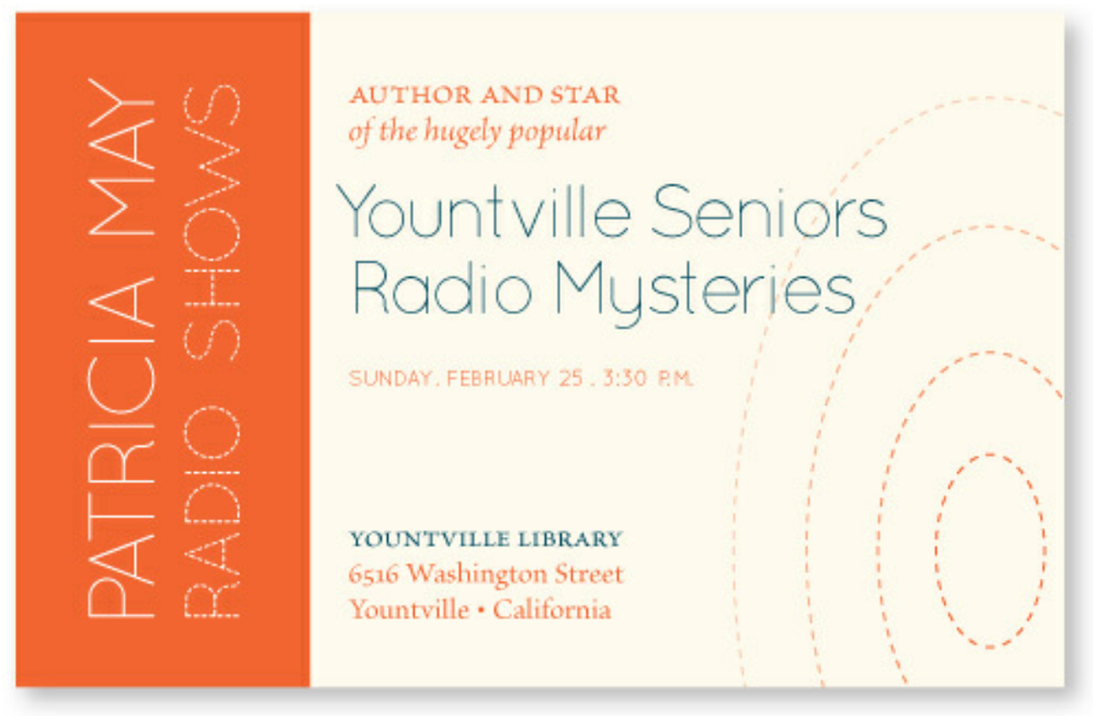 PATRICIA MAY
RADIO SHOWS
AUTHOR AND STAR
of the hugely popular
Yountville Seniors
Radio Mysteries
SUNDAY, FEBRUARY 25 . 3:30 P.M.
YOUNTVILLE LIBRARY
6516 Washington Street
Yountville • California